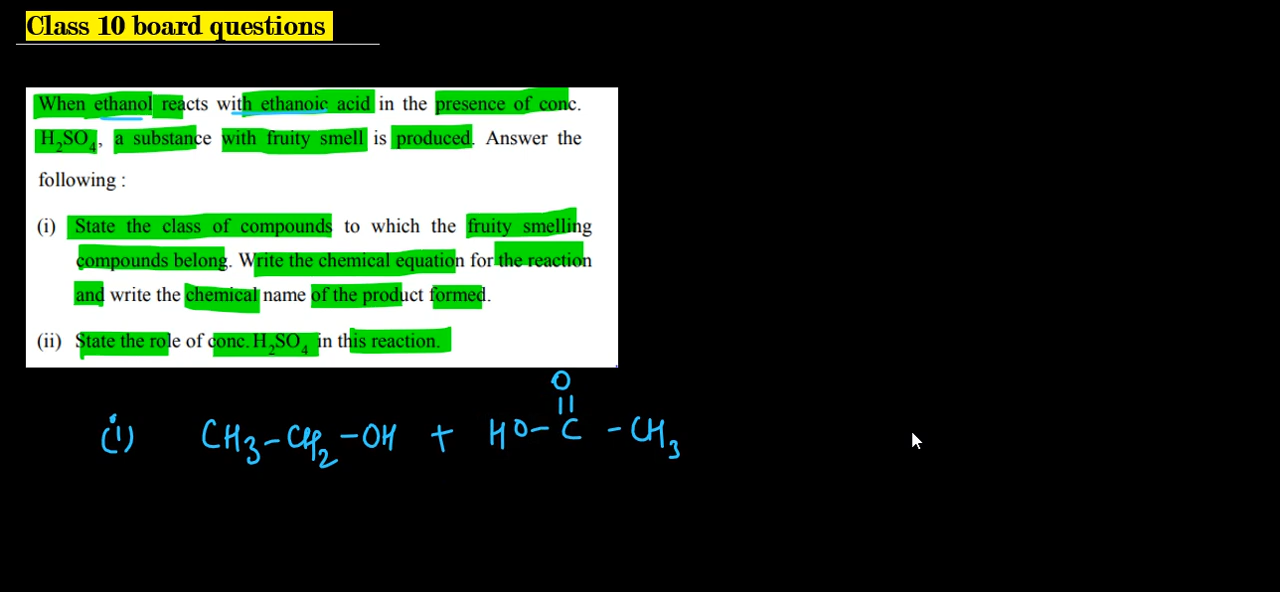 Class 10 board questions
When ethanol reacts with ethanoic acid in the presence of conc.
H₂SO₄, a substance with fruity smell is produced. Answer the
following :
(i) State the class of compounds to which the fruity smelling
compounds belong. Write the chemical equation for the reaction
and write the chemical name of the product formed.
(ii) State the role of conc. H₂SO₄ in this reaction.
O
||
(i) CH₃-CH₂-OH + HO-C-CH₃